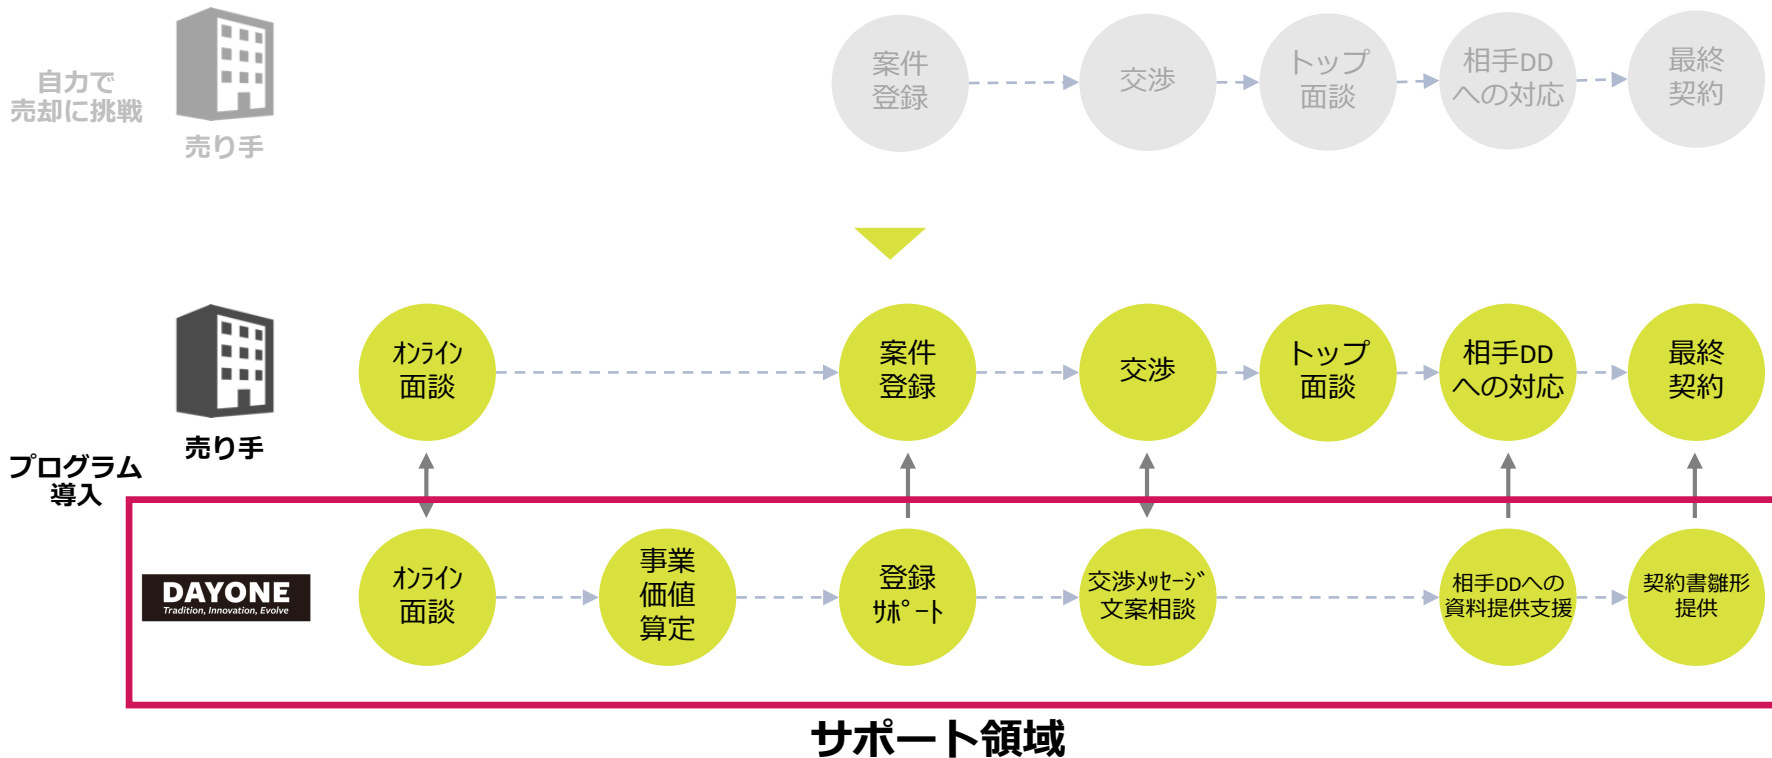 自力で
売却に挑戦
売り手
案件
登録
交渉
トップ
面談
相手DD
への対応
最終
契約
売り手
ｵﾝﾗｲﾝ
面談
案件
登録
交渉
トップ
面談
相手DD
への対応
最終
契約
プログラム
導入
DAYONE
Tradition, Innovation, Evolve
ｵﾝﾗｲﾝ
面談
事業
価値
算定
登録
ｻﾎﾟｰﾄ
交渉ﾒｯｾｰｼﾞ
文案相談
相手DDへの
資料提供支援
契約書雛形
提供
サポート領域